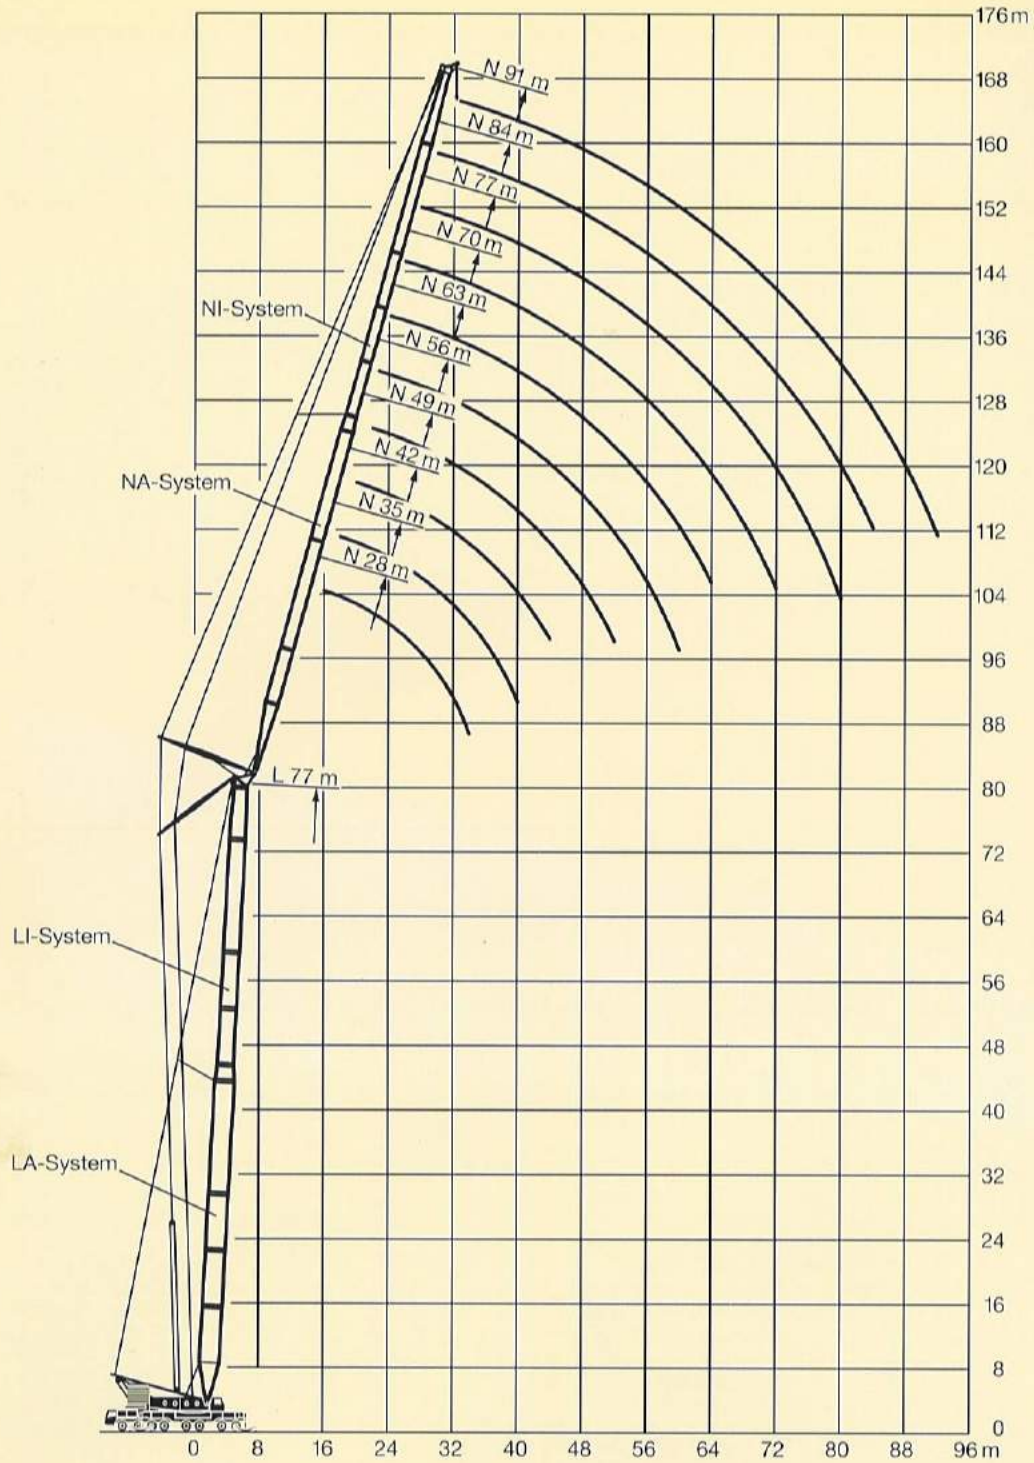 176 m
168
N 91 m
N 84 m
160
N 77 m
152
N 70 m
144
N 63 m
NI-System
136
N 56 m
128
N 49 m
120
N 42 m
NA-System
112
N 35 m
104
N 28 m
96
88
L 77 m
80
72
64
LI-System
56
48
40
LA-System
32
24
16
8
0
0 8 16 24 32 40 48 56 64 72 80 88 96 m